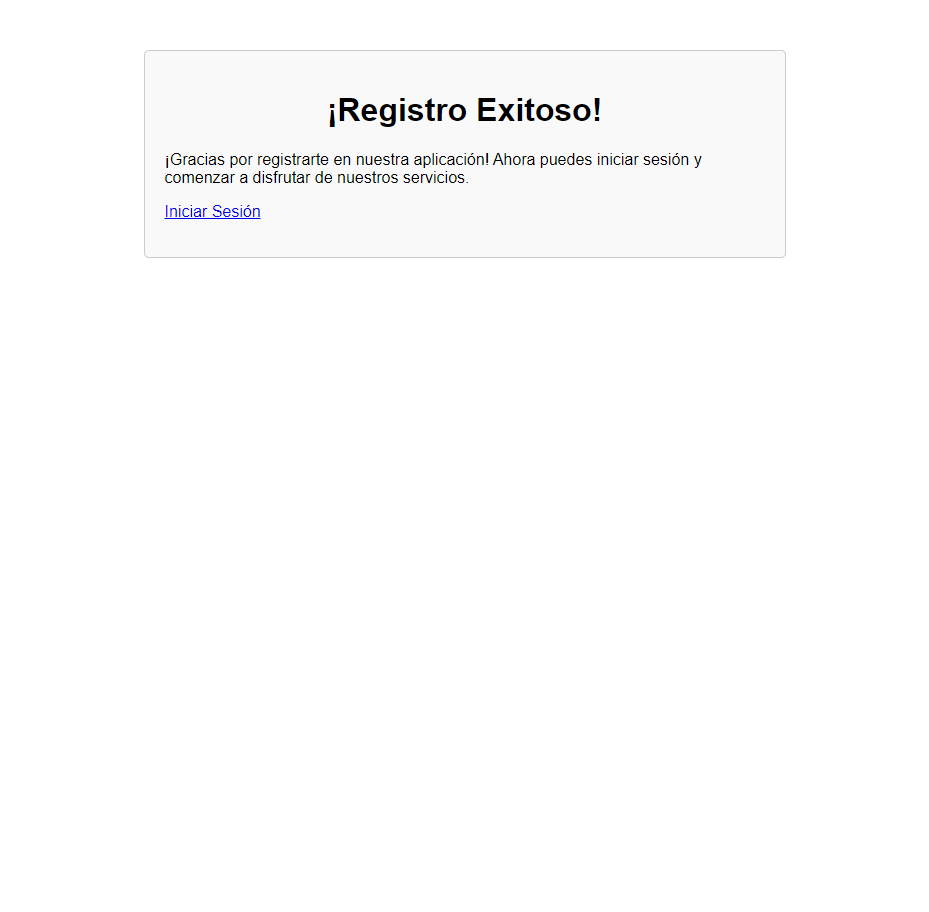 ¡Registro Exitoso!
¡Gracias por registrarte en nuestra aplicación! Ahora puedes iniciar sesión y
comenzar a disfrutar de nuestros servicios.
Iniciar Sesión